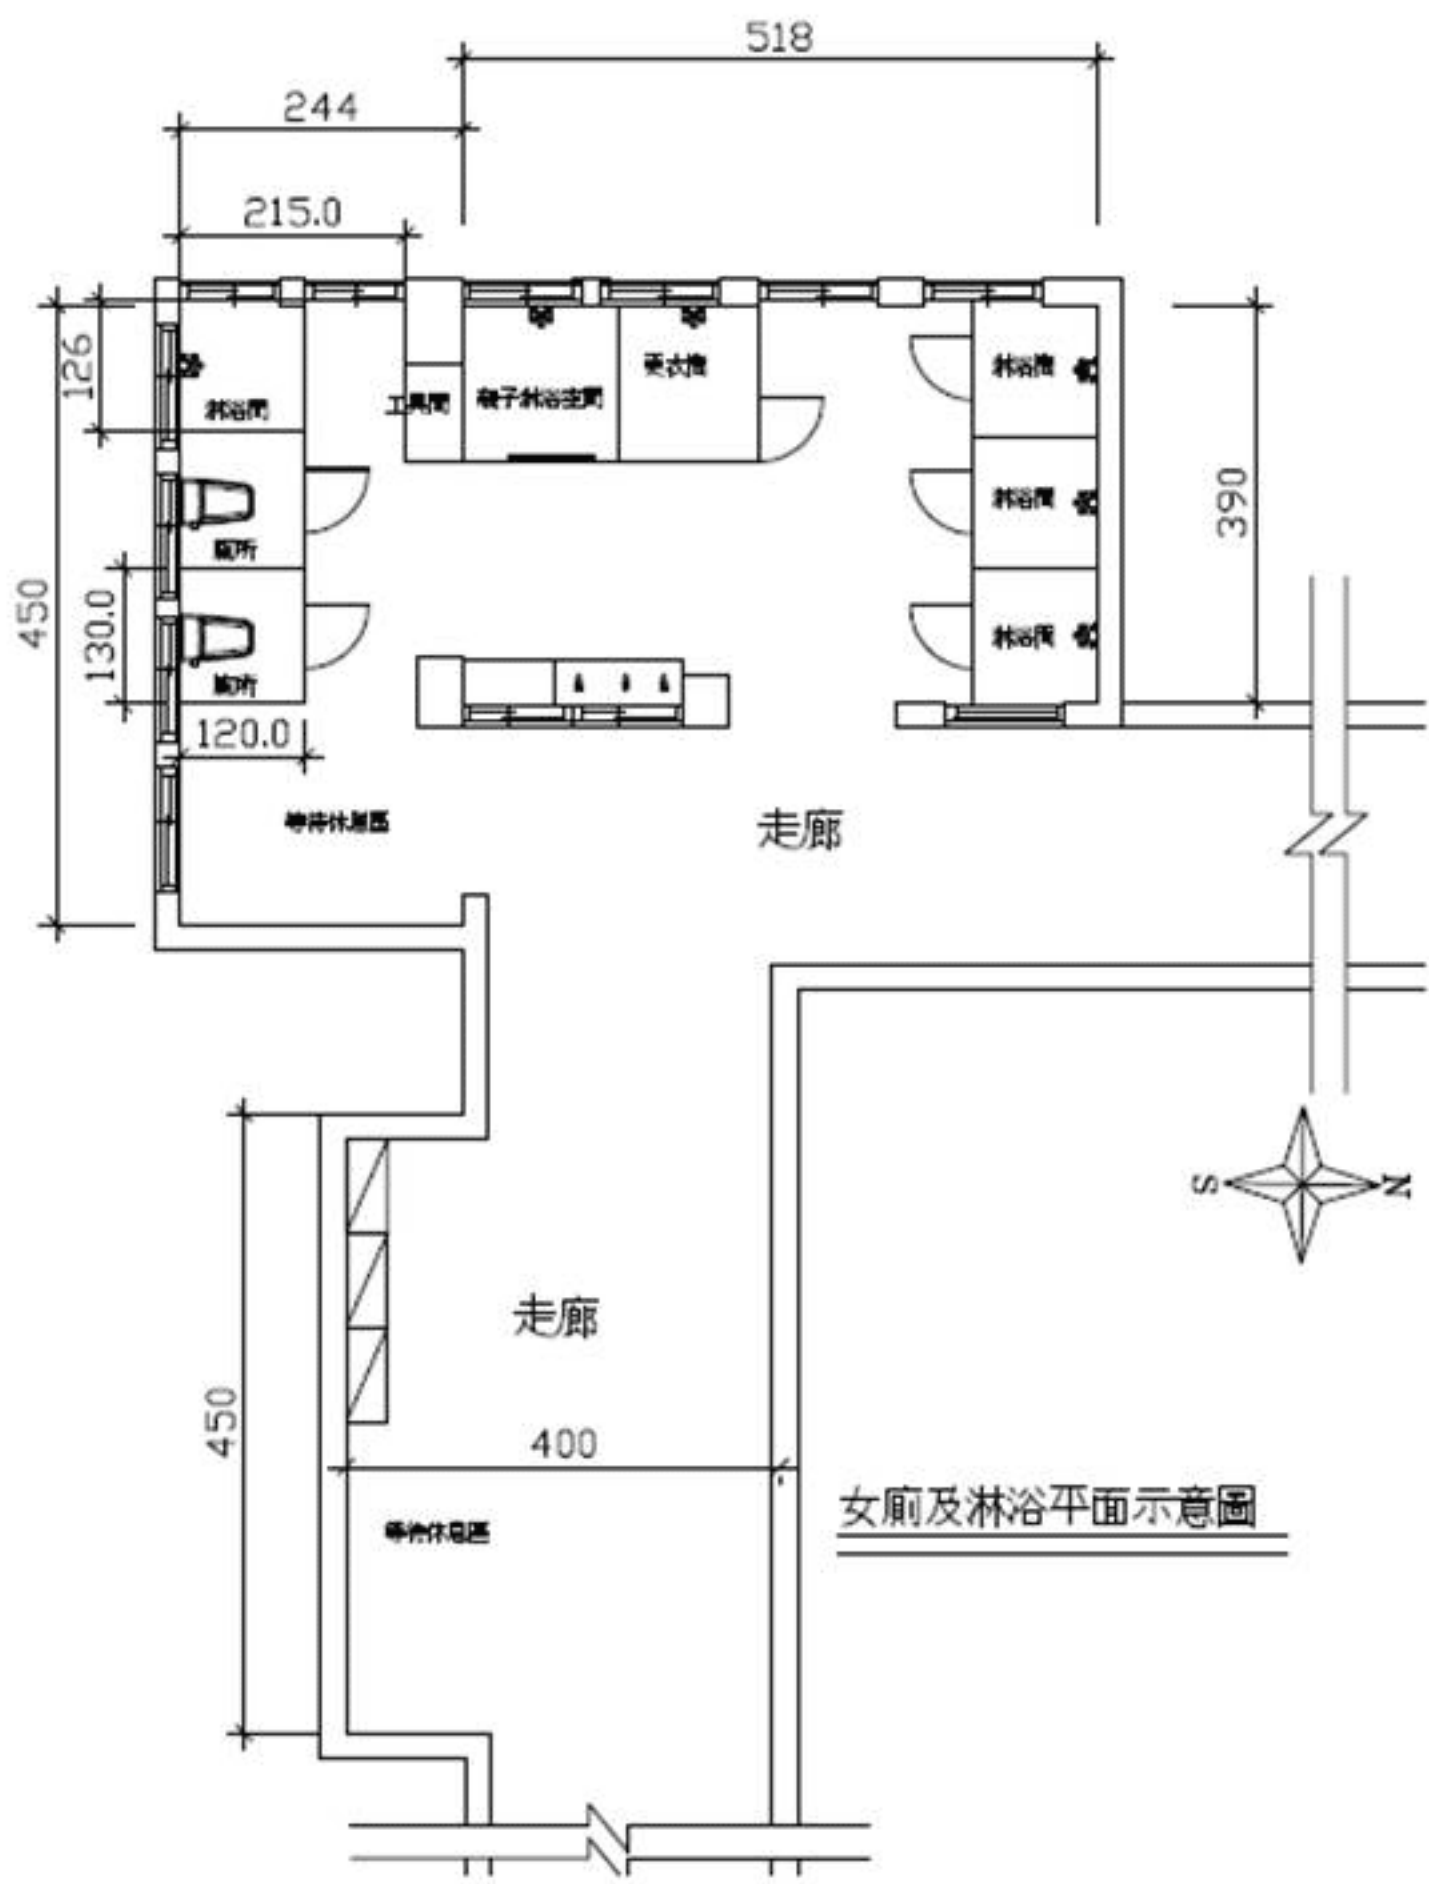 518
244
215.0
126
淋浴間
工具間
親子淋浴空間
更衣間
淋浴間
390
淋浴間
廁所
450
130.0
淋浴間
廁所
120.0
等待休息區
走廊
S
N
走廊
450
400
女廁及淋浴平面示意圖
等待休息區